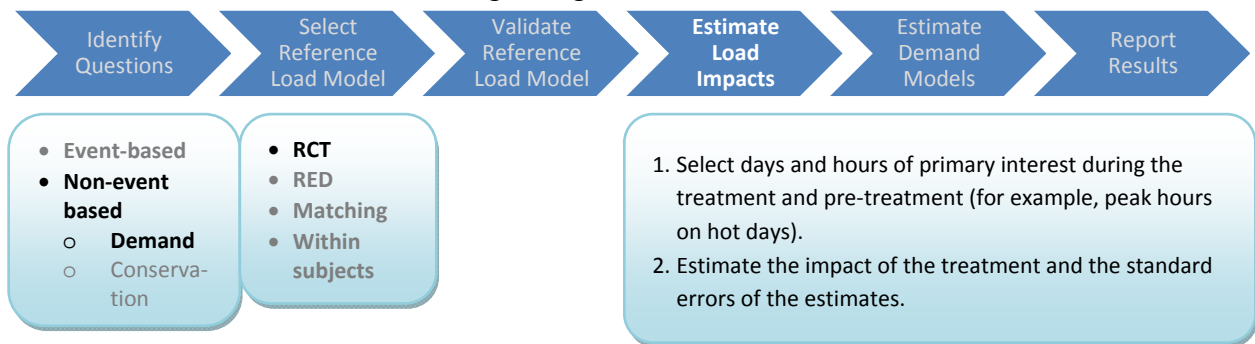 Identify
Questions
Select
Reference
Load Model
Validate
Reference
Load Model
Estimate
Load
Impacts
Estimate
Demand
Models
Report
Results
• Event-based
• Non-event
based
o Demand
o Conserva-
tion
• RCT
• RED
• Matching
• Within
subjects
1. Select days and hours of primary interest during the
treatment and pre-treatment (for example, peak hours
on hot days).
2. Estimate the impact of the treatment and the standard
errors of the estimates.